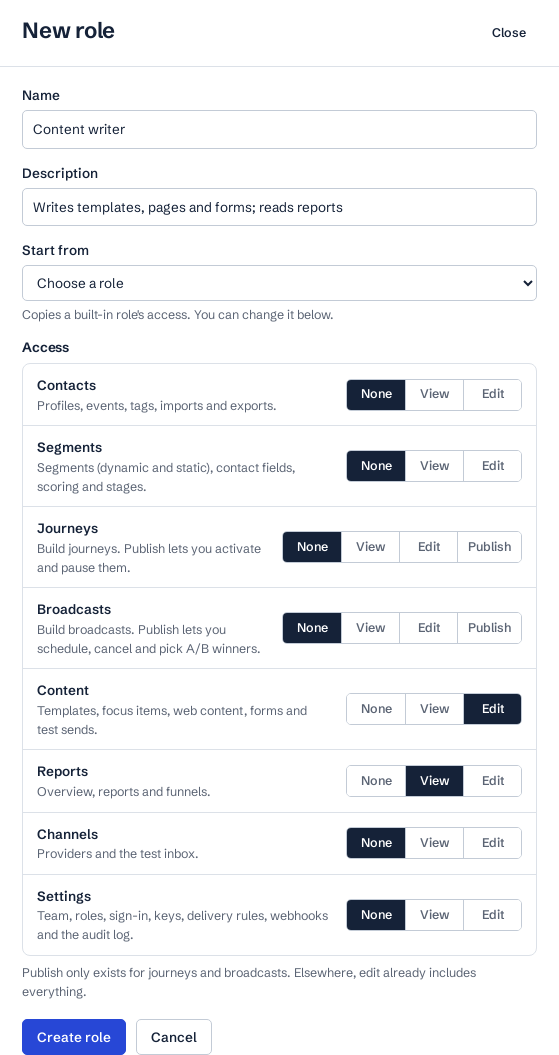 New role
Close
Name
Content writer
Description
Writes templates, pages and forms; reads reports
Start from
Choose a role
Copies a built-in role's access. You can change it below.
Access
Contacts
Profiles, events, tags, imports and exports.
None View Edit
Segments
Segments (dynamic and static), contact fields,
scoring and stages.
None View Edit
Journeys
Build journeys. Publish lets you activate
and pause them.
None View Edit Publish
Broadcasts
Build broadcasts. Publish lets you
schedule, cancel and pick A/B winners.
None View Edit Publish
Content
Templates, focus items, web content, forms and
test sends.
None View Edit
Reports
Overview, reports and funnels.
None View Edit
Channels
Providers and the test inbox.
None View Edit
Settings
Team, roles, sign-in, keys, delivery rules, webhooks
and the audit log.
None View Edit
Publish only exists for journeys and broadcasts. Elsewhere, edit already includes
everything.
Create role
Cancel